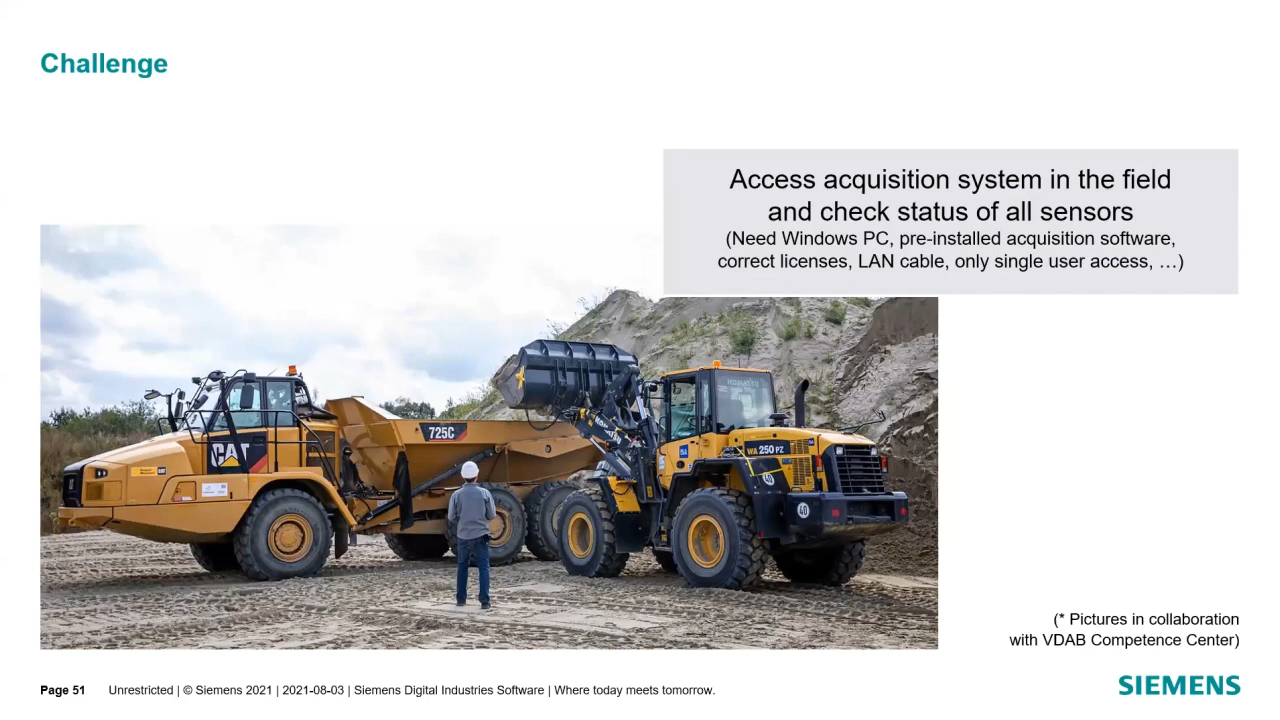 Challenge
Access acquisition system in the field
and check status of all sensors
(Need Windows PC, pre-installed acquisition software,
correct licenses, LAN cable, only single user access, …)
725C
CAT
KOMATSU
KOMATSU
WA 250 PZ
40
40
(* Pictures in collaboration
with VDAB Competence Center)
Page 51 Unrestricted | © Siemens 2021 | 2021-08-03 | Siemens Digital Industries Software | Where today meets tomorrow.
SIEMENS